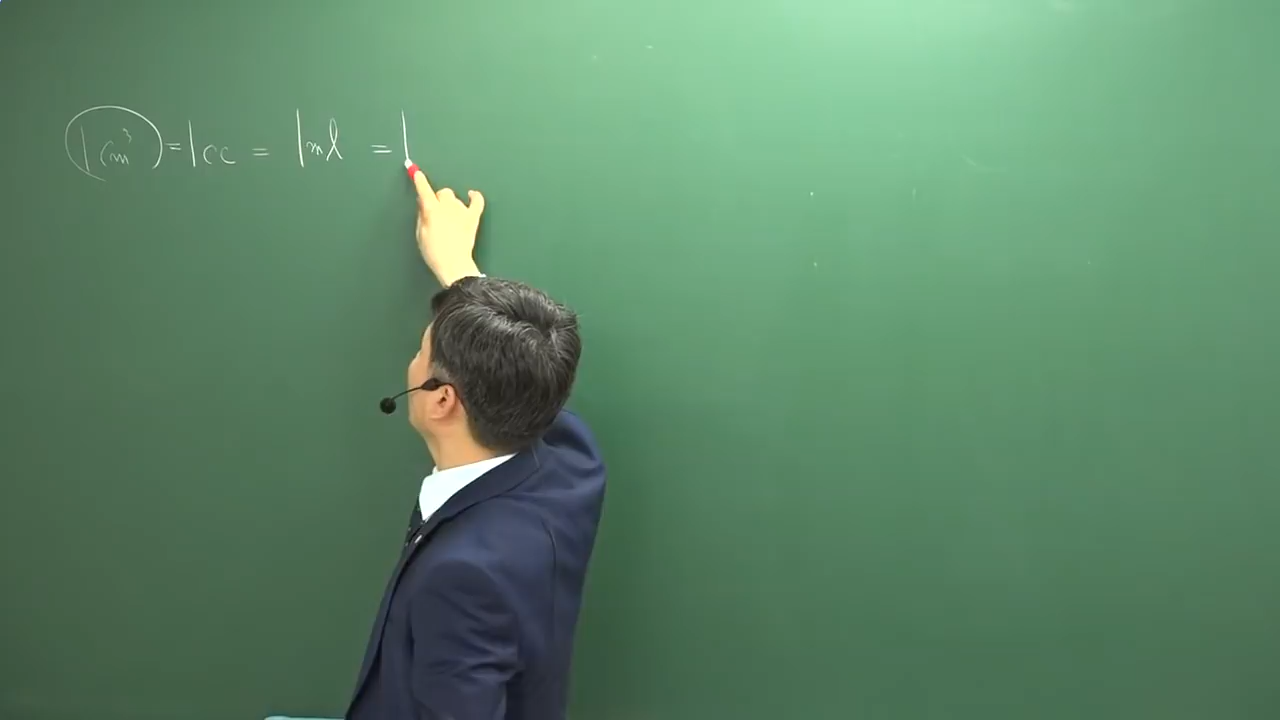 1cm³ = 1cc = 1ml = 1